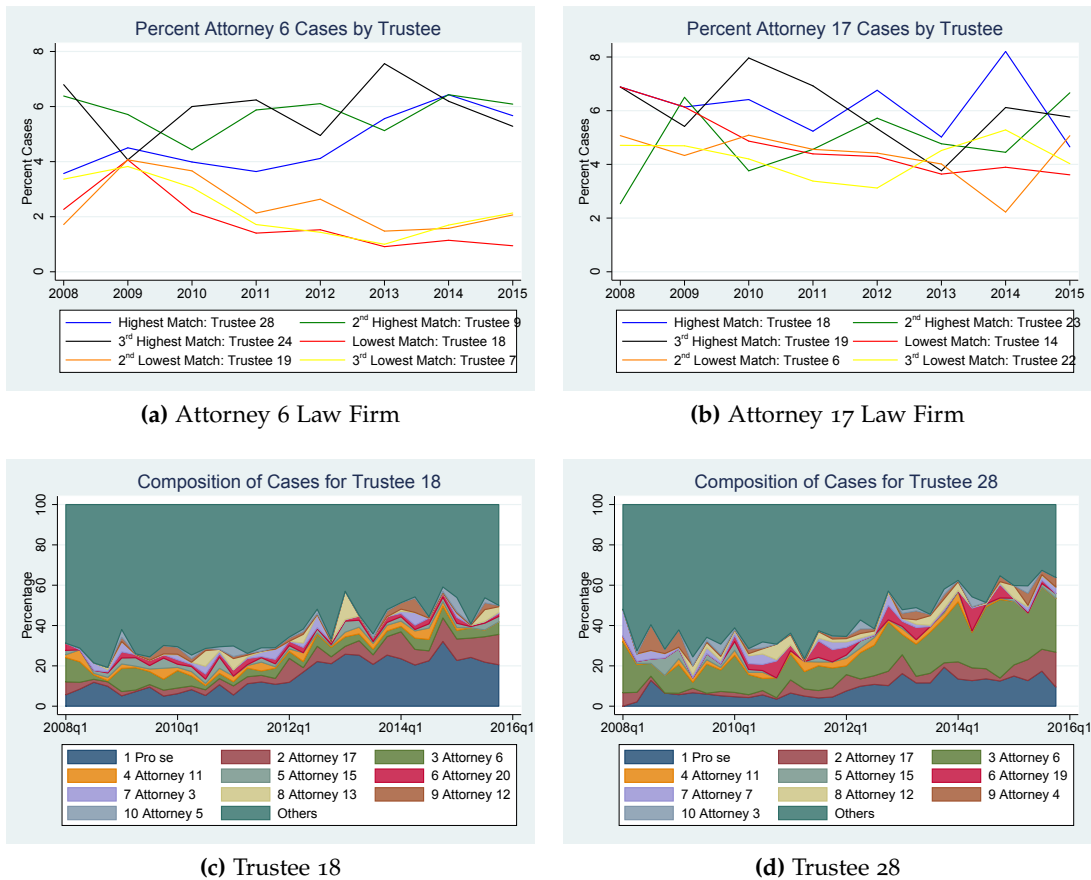 Percent Attorney 6 Cases by Trustee
Percent Cases
8
6
4
2
0
2008 2009 2010 2011 2012 2013 2014 2015
Highest Match: Trustee 28
2nd Highest Match: Trustee 9
3rd Highest Match: Trustee 24
Lowest Match: Trustee 18
2nd Lowest Match: Trustee 19
3rd Lowest Match: Trustee 7
(a) Attorney 6 Law Firm
Percent Attorney 17 Cases by Trustee
Percent Cases
8
6
4
2
0
2008 2009 2010 2011 2012 2013 2014 2015
Highest Match: Trustee 18
2nd Highest Match: Trustee 23
3rd Highest Match: Trustee 19
Lowest Match: Trustee 14
2nd Lowest Match: Trustee 6
3rd Lowest Match: Trustee 22
(b) Attorney 17 Law Firm
Composition of Cases for Trustee 18
Percentage
100
80
60
40
20
0
2008q1 2010q1 2012q1 2014q1 2016q1
1 Pro se 2 Attorney 17 3 Attorney 6
4 Attorney 11 5 Attorney 15 6 Attorney 20
7 Attorney 3 8 Attorney 13 9 Attorney 12
10 Attorney 5 Others
(c) Trustee 18
Composition of Cases for Trustee 28
Percentage
100
80
60
40
20
0
2008q1 2010q1 2012q1 2014q1 2016q1
1 Pro se 2 Attorney 17 3 Attorney 6
4 Attorney 11 5 Attorney 15 6 Attorney 19
7 Attorney 7 8 Attorney 12 9 Attorney 4
10 Attorney 3 Others
(d) Trustee 28